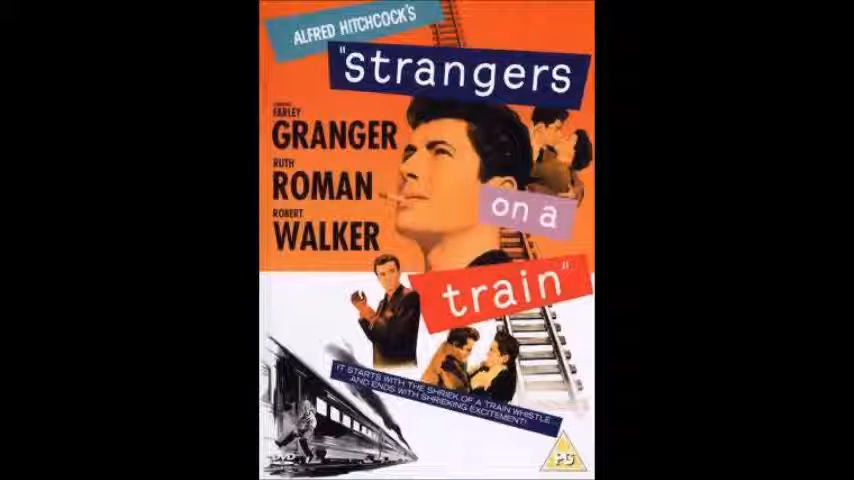 ALFRED HITCHCOCK'S
"strangers
FARLEY
GRANGER
RUTH
ROMAN
ROBERT
WALKER
on a
train"
IT STARTS WITH THE SHRIEK OF A TRAIN WHISTLE...
AND ENDS WITH SHRIEKING EXCITEMENT!
DVD
PG